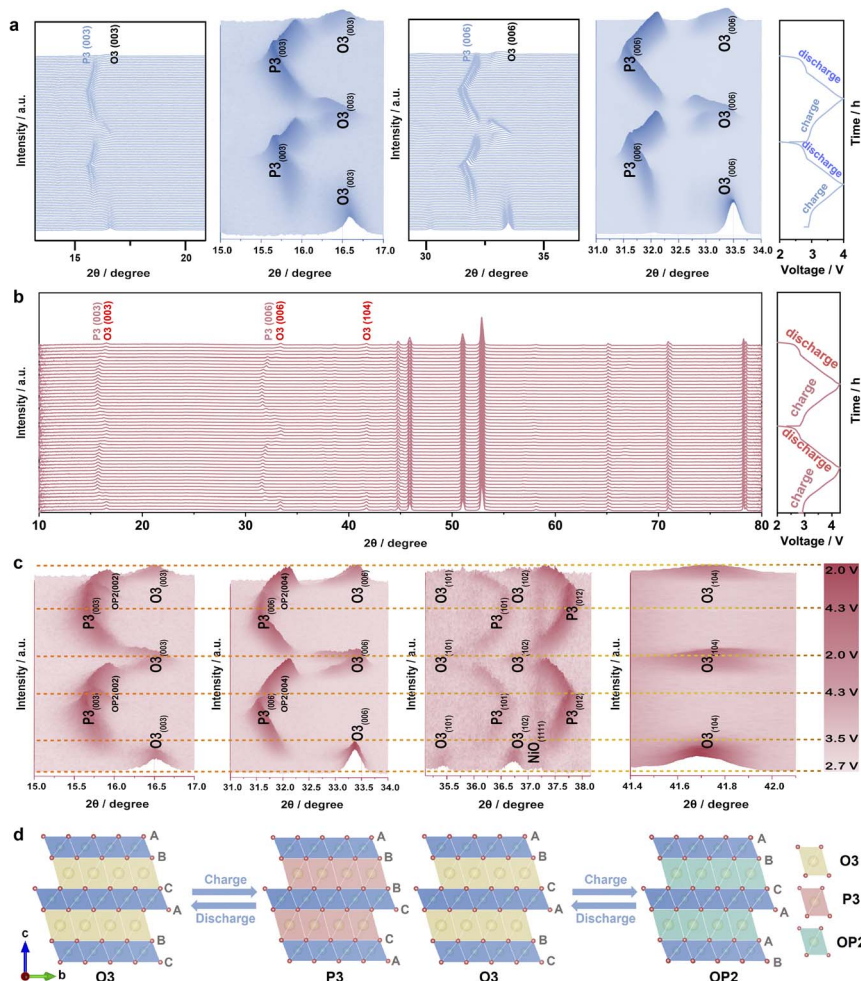 a
P3 (003)
O3 (003)
Intensity / a.u.
15
20
2θ / degree
P3(003)
O3(003)
O3(003)
P3(003)
O3(003)
Intensity / a.u.
15.0 15.5 16.0 16.5 17.0
2θ / degree
P3 (006)
O3 (006)
Intensity / a.u.
30
35
2θ / degree
P3(006)
O3(006)
O3(006)
P3(006)
O3(006)
31.0 31.5 32.0 32.5 33.0 33.5 34.0
2θ / degree
discharge
charge
discharge
charge
Time / h
2 3 4
Voltage / V
b
P3 (003)
O3 (003)
P3 (006)
O3 (006)
O3 (104)
Intensity / a.u.
10 20 30 40 50 60 70 80
2θ / degree
discharge
charge
discharge
charge
Time / h
2 3 4
Voltage / V
c
P3(003)
OP2(002)
O3(003)
O3(003)
P3(003)
OP2(002)
O3(003)
Intensity / a.u.
15.0 15.5 16.0 16.5 17.0
2θ / degree
P3(006)
OP2(004)
O3(006)
O3(006)
P3(006)
OP2(004)
O3(006)
Intensity / a.u.
31.0 31.5 32.0 32.5 33.0 33.5 34.0
2θ / degree
O3(101)
P3(101)
O3(102)
P3(012)
O3(101)
O3(102)
P3(101)
P3(012)
O3(101)
O3(102)
NiO(1111)
Intensity / a.u.
35.5 36.0 36.5 37.0 37.5 38.0
2θ / degree
O3(104)
O3(104)
O3(104)
Intensity / a.u.
41.4 41.6 41.8 42.0
2θ / degree
2.0 V
4.3 V
2.0 V
4.3 V
3.5 V
2.7 V
d
A
B
C
A
B
C
O3
Charge
Discharge
A
B
B
C
C
A
P3
A
B
C
A
B
C
O3
Charge
Discharge
A
B
C
A
A
B
OP2
O3
P3
OP2
c
b